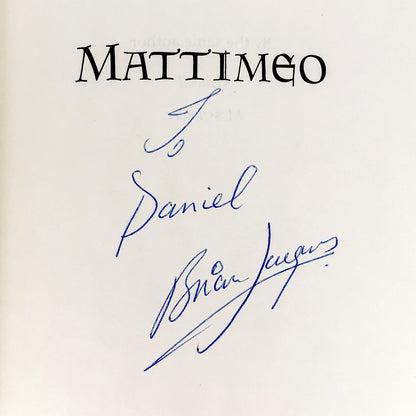 MATTIMEO
To
Daniel
Brian Jacques